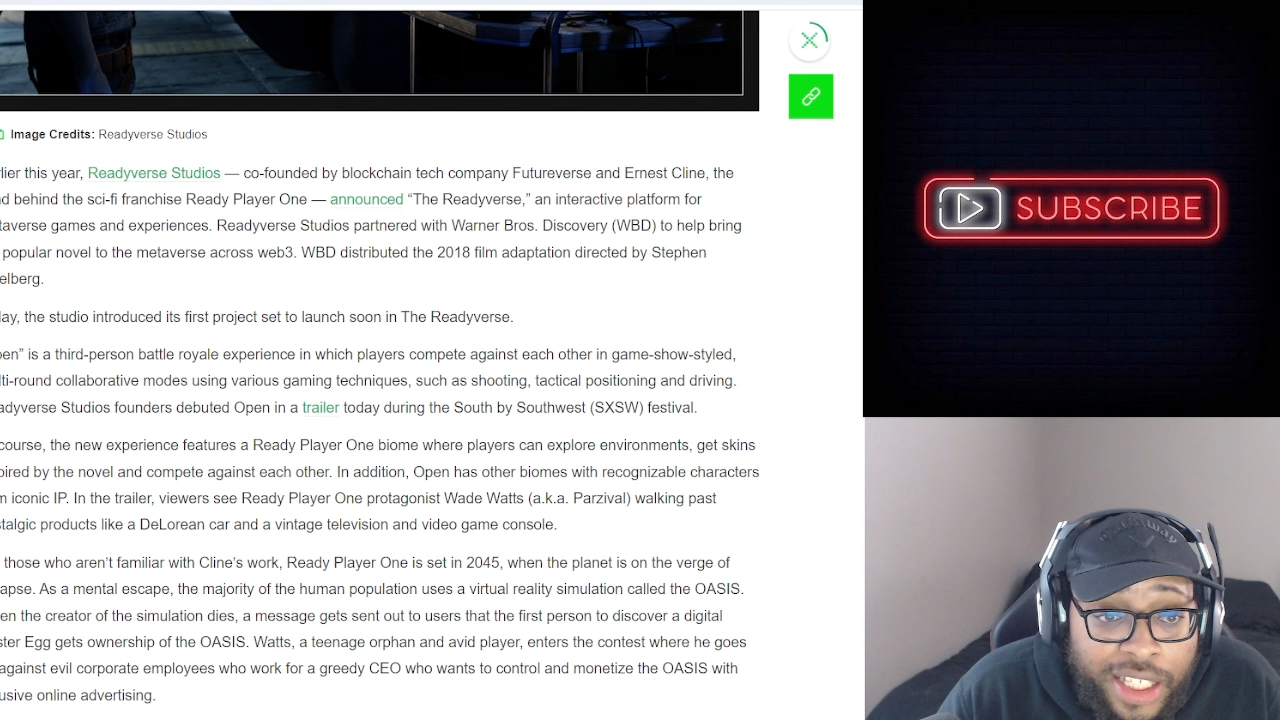 Image Credits: Readyverse Studios
lier this year, Readyverse Studios — co-founded by blockchain tech company Futureverse and Ernest Cline, the
d behind the sci-fi franchise Ready Player One — announced “The Readyverse,” an interactive platform for
taverse games and experiences. Readyverse Studios partnered with Warner Bros. Discovery (WBD) to help bring
popular novel to the metaverse across web3. WBD distributed the 2018 film adaptation directed by Stephen
elberg.
lay, the studio introduced its first project set to launch soon in The Readyverse.
en” is a third-person battle royale experience in which players compete against each other in game-show-styled,
lti-round collaborative modes using various gaming techniques, such as shooting, tactical positioning and driving.
adyverse Studios founders debuted Open in a trailer today during the South by Southwest (SXSW) festival.
course, the new experience features a Ready Player One biome where players can explore environments, get skins
pired by the novel and compete against each other. In addition, Open has other biomes with recognizable characters
m iconic IP. In the trailer, viewers see Ready Player One protagonist Wade Watts (a.k.a. Parzival) walking past
stalgic products like a DeLorean car and a vintage television and video game console.
those who aren’t familiar with Cline’s work, Ready Player One is set in 2045, when the planet is on the verge of
apse. As a mental escape, the majority of the human population uses a virtual reality simulation called the OASIS.
en the creator of the simulation dies, a message gets sent out to users that the first person to discover a digital
ster Egg gets ownership of the OASIS. Watts, a teenage orphan and avid player, enters the contest where he goes
against evil corporate employees who work for a greedy CEO who wants to control and monetize the OASIS with
usive online advertising.
SUBSCRIBE